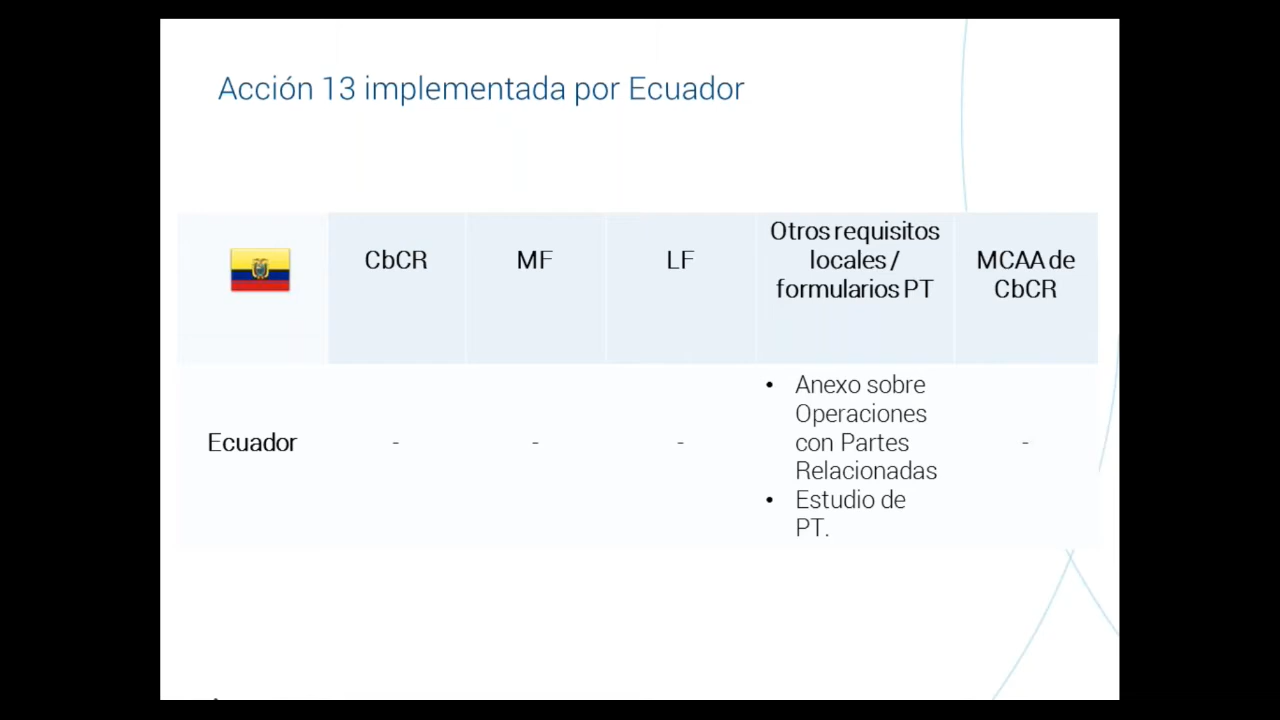 Acción 13 implementada por Ecuador
CbCR
MF
LF
Otros requisitos
locales /
formularios PT
MCAA de
CbCR
Ecuador
-
-
-
• Anexo sobre
Operaciones
con Partes
Relacionadas
• Estudio de
PT.
-